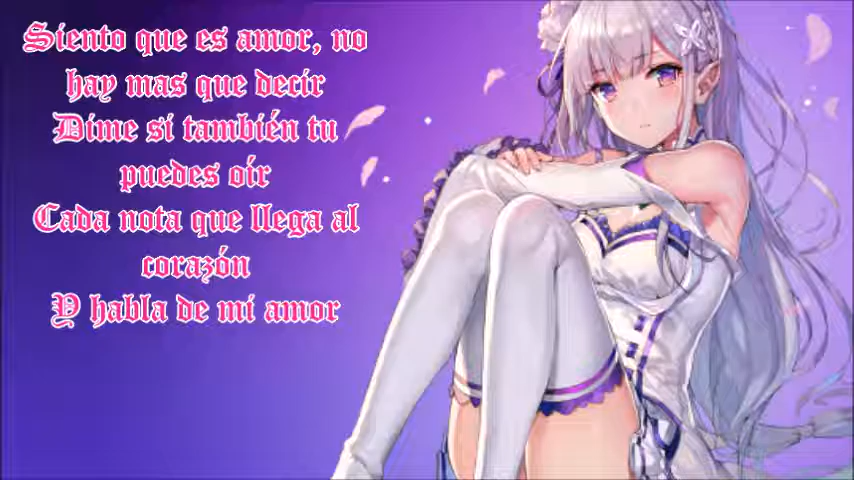 Siento que es amor, no
hay mas que decir
Dime si también tu
puedes oír
Cada nota que llega al
corazón
Y habla de mi amor